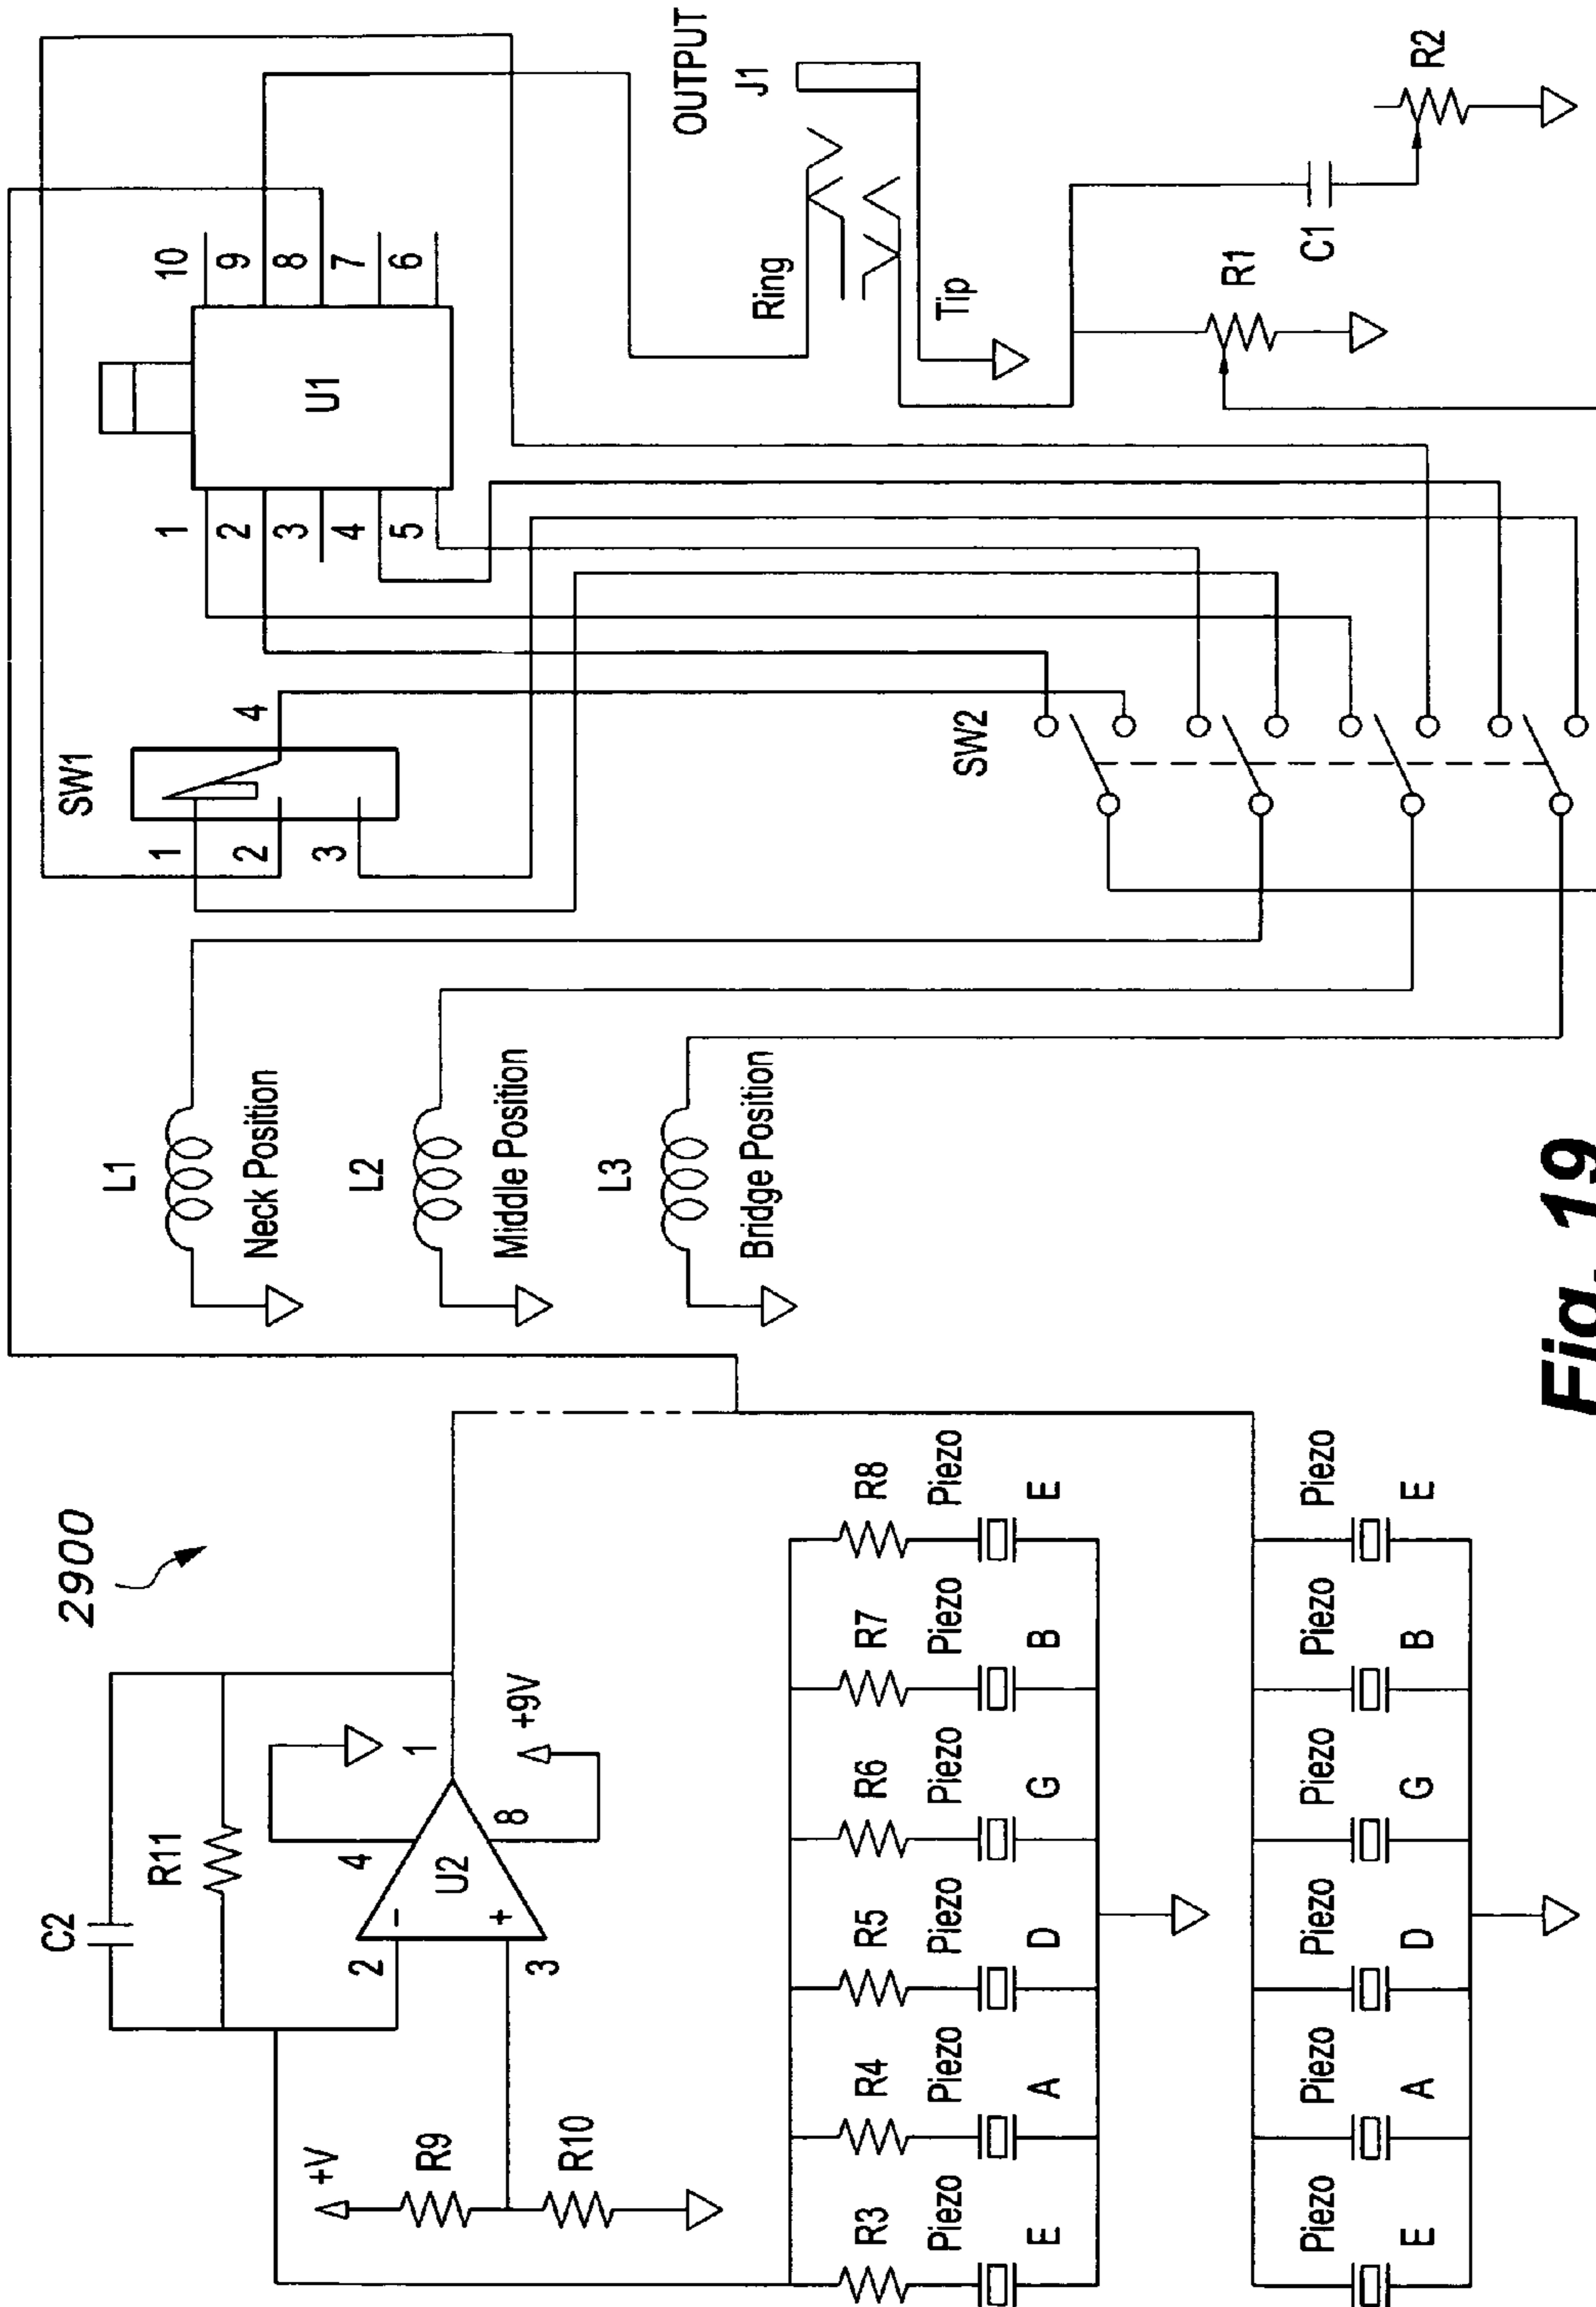 2900
C2
R11
2
3
4
8
1
U2
-
+
+9V
+V
R9
R10
R3 R4 R5 R6 R7 R8
Piezo Piezo Piezo Piezo Piezo Piezo
E A D G B E
Piezo Piezo Piezo Piezo Piezo Piezo
E A D G B E
L1
Neck Position
L2
Middle Position
L3
Bridge Position
SW1
1
2
3
4
U1
1
2
3
4
5
10
9
8
7
6
SW2
OUTPUT
J1
Ring
Tip
R1
C1
R2
Fig. 19